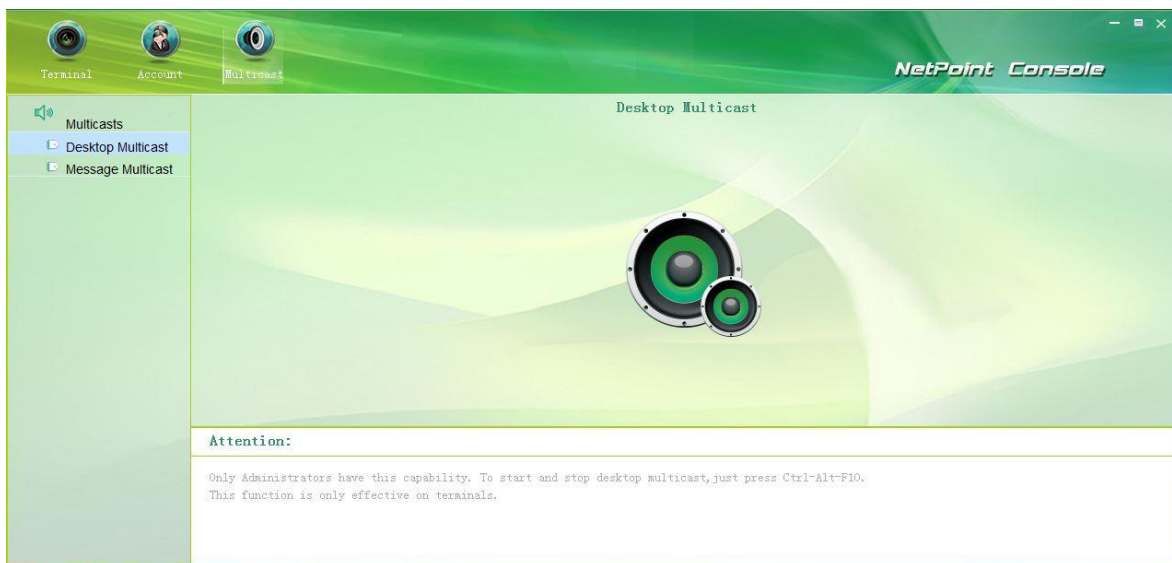 Terminal Account Multicast
NetPoint Console
Multicasts
Desktop Multicast
Message Multicast
Desktop Multicast
Attention:
Only Administrators have this capability. To start and stop desktop multicast, just press Ctrl-Alt-F10.
This function is only effective on terminals.